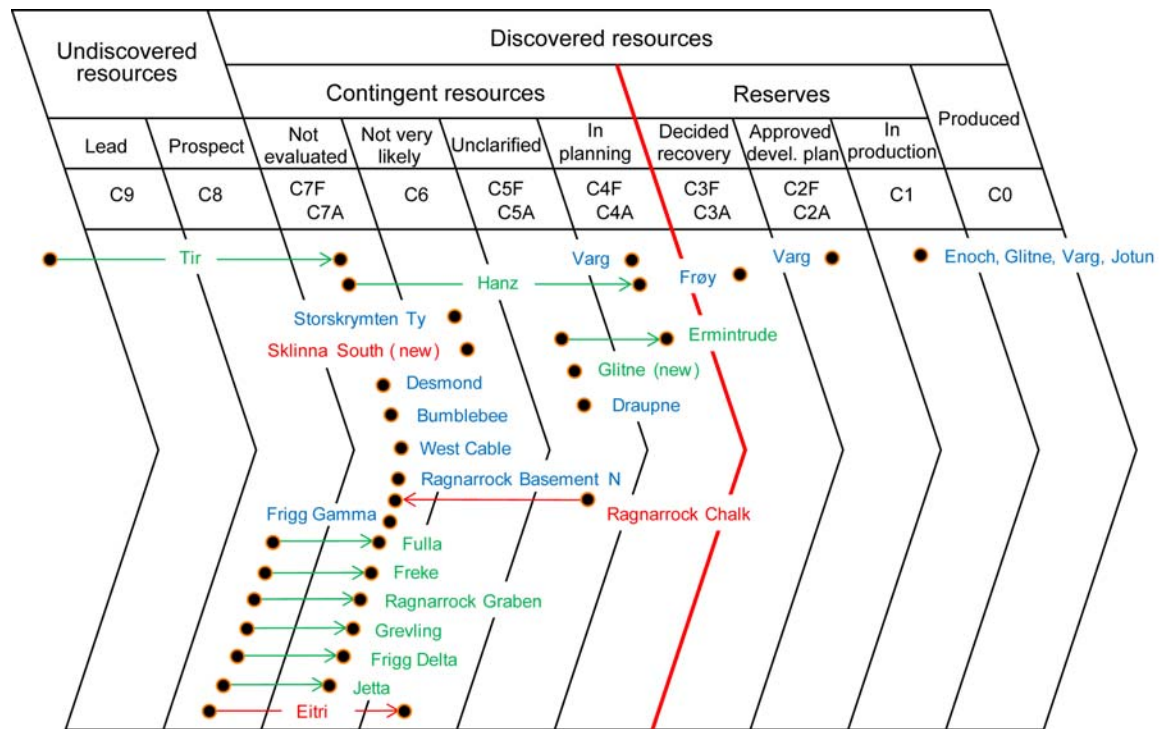 Undiscovered
resources
Discovered resources
Contingent resources
Reserves
Produced
Lead
Prospect
Not
evaluated
Not very
likely
Unclarified
In
planning
Decided
recovery
Approved
devel. plan
In
production
C9
C8
C7F
C7A
C6
C5F
C5A
C4F
C4A
C3F
C3A
C2F
C2A
C1
C0
Tir
Varg
Varg
Enoch, Glitne, Varg, Jotun
Hanz
Frøy
Storskrymten Ty
Ermintrude
Sklinna South (new)
Glitne (new)
Desmond
Draupne
Bumblebee
West Cable
Ragnarrock Basement N
Ragnarrock Chalk
Frigg Gamma
Fulla
Freke
Ragnarrock Graben
Grevling
Frigg Delta
Jetta
Eitri